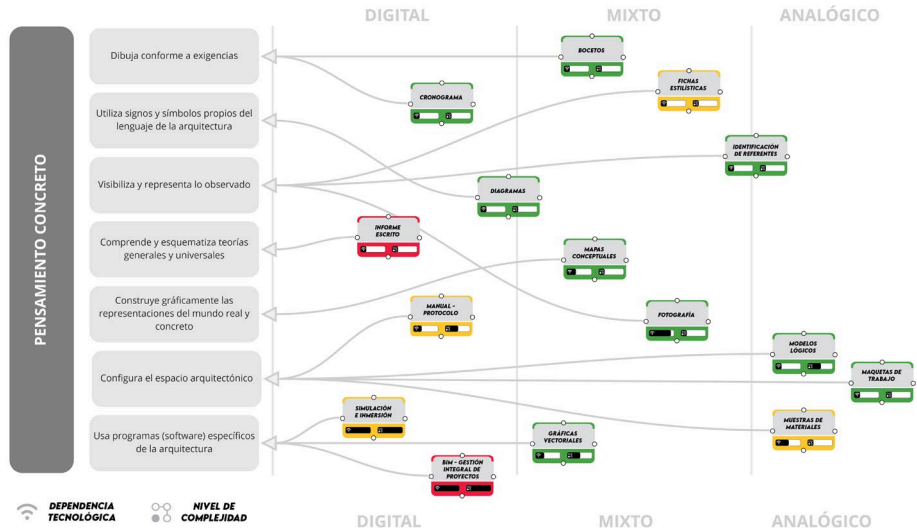 DIGITAL
MIXTO
ANALÓGICO
PENSAMIENTO CONCRETO
Dibuja conforme a exigencias
Utiliza signos y símbolos propios del
lenguaje de la arquitectura
Visibiliza y representa lo observado
Comprende y esquematiza teorías
generales y universales
Construye gráficamente las
representaciones del mundo real y
concreto
Configura el espacio arquitectónico
Usa programas (software) específicos
de la arquitectura
BOCETOS
FICHAS
ESTILÍSTICAS
CRONOGRAMA
IDENTIFICACIÓN
DE REFERENTES
DIAGRAMAS
INFORME
ESCRITO
MAPAS
CONCEPTUALES
MANUAL -
PROTOCOLO
FOTOGRAFÍA
MODELOS
LÓGICOS
MAQUETAS DE
TRABAJO
SIMULACIÓN
E INMERSIÓN
MUESTRAS DE
MATERIALES
GRÁFICAS
VECTORIALES
BIM - GESTIÓN
INTEGRAL DE
PROYECTOS
DEPENDENCIA
TECNOLÓGICA
NIVEL DE
COMPLEJIDAD
DIGITAL
MIXTO
ANALÓGICO